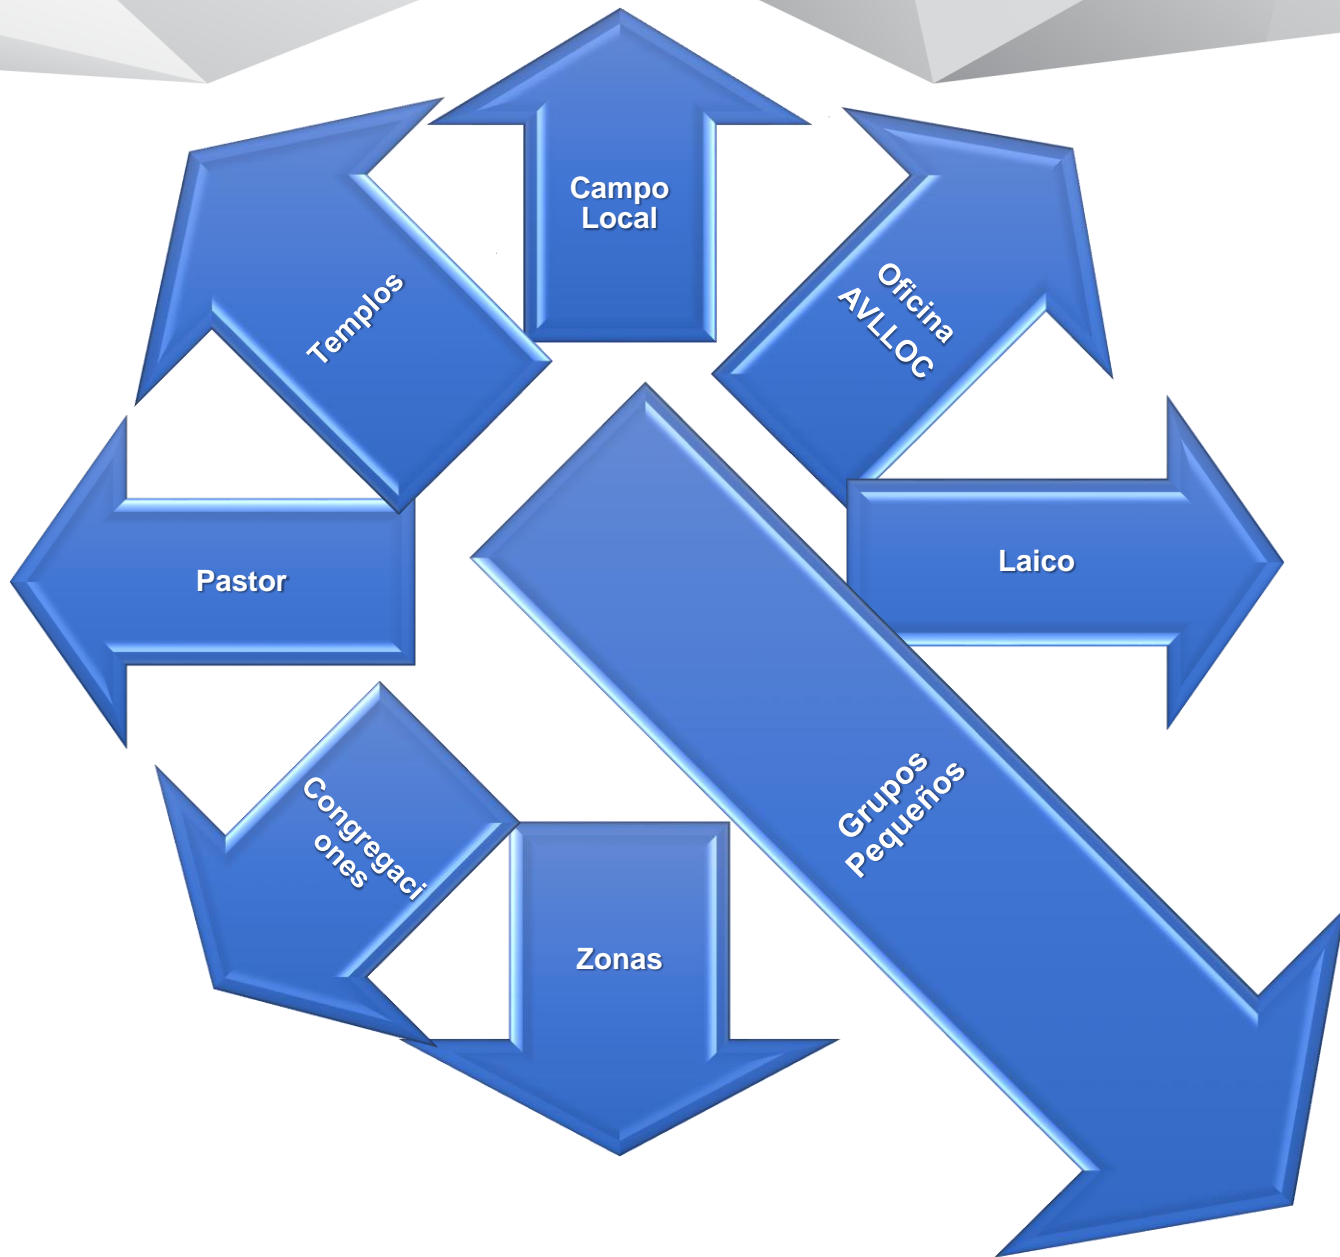 Campo
Local
Oficina
AVLLOC
Templos
Laico
Pastor
Grupos
Pequeños
Congregaci
ones
Zonas